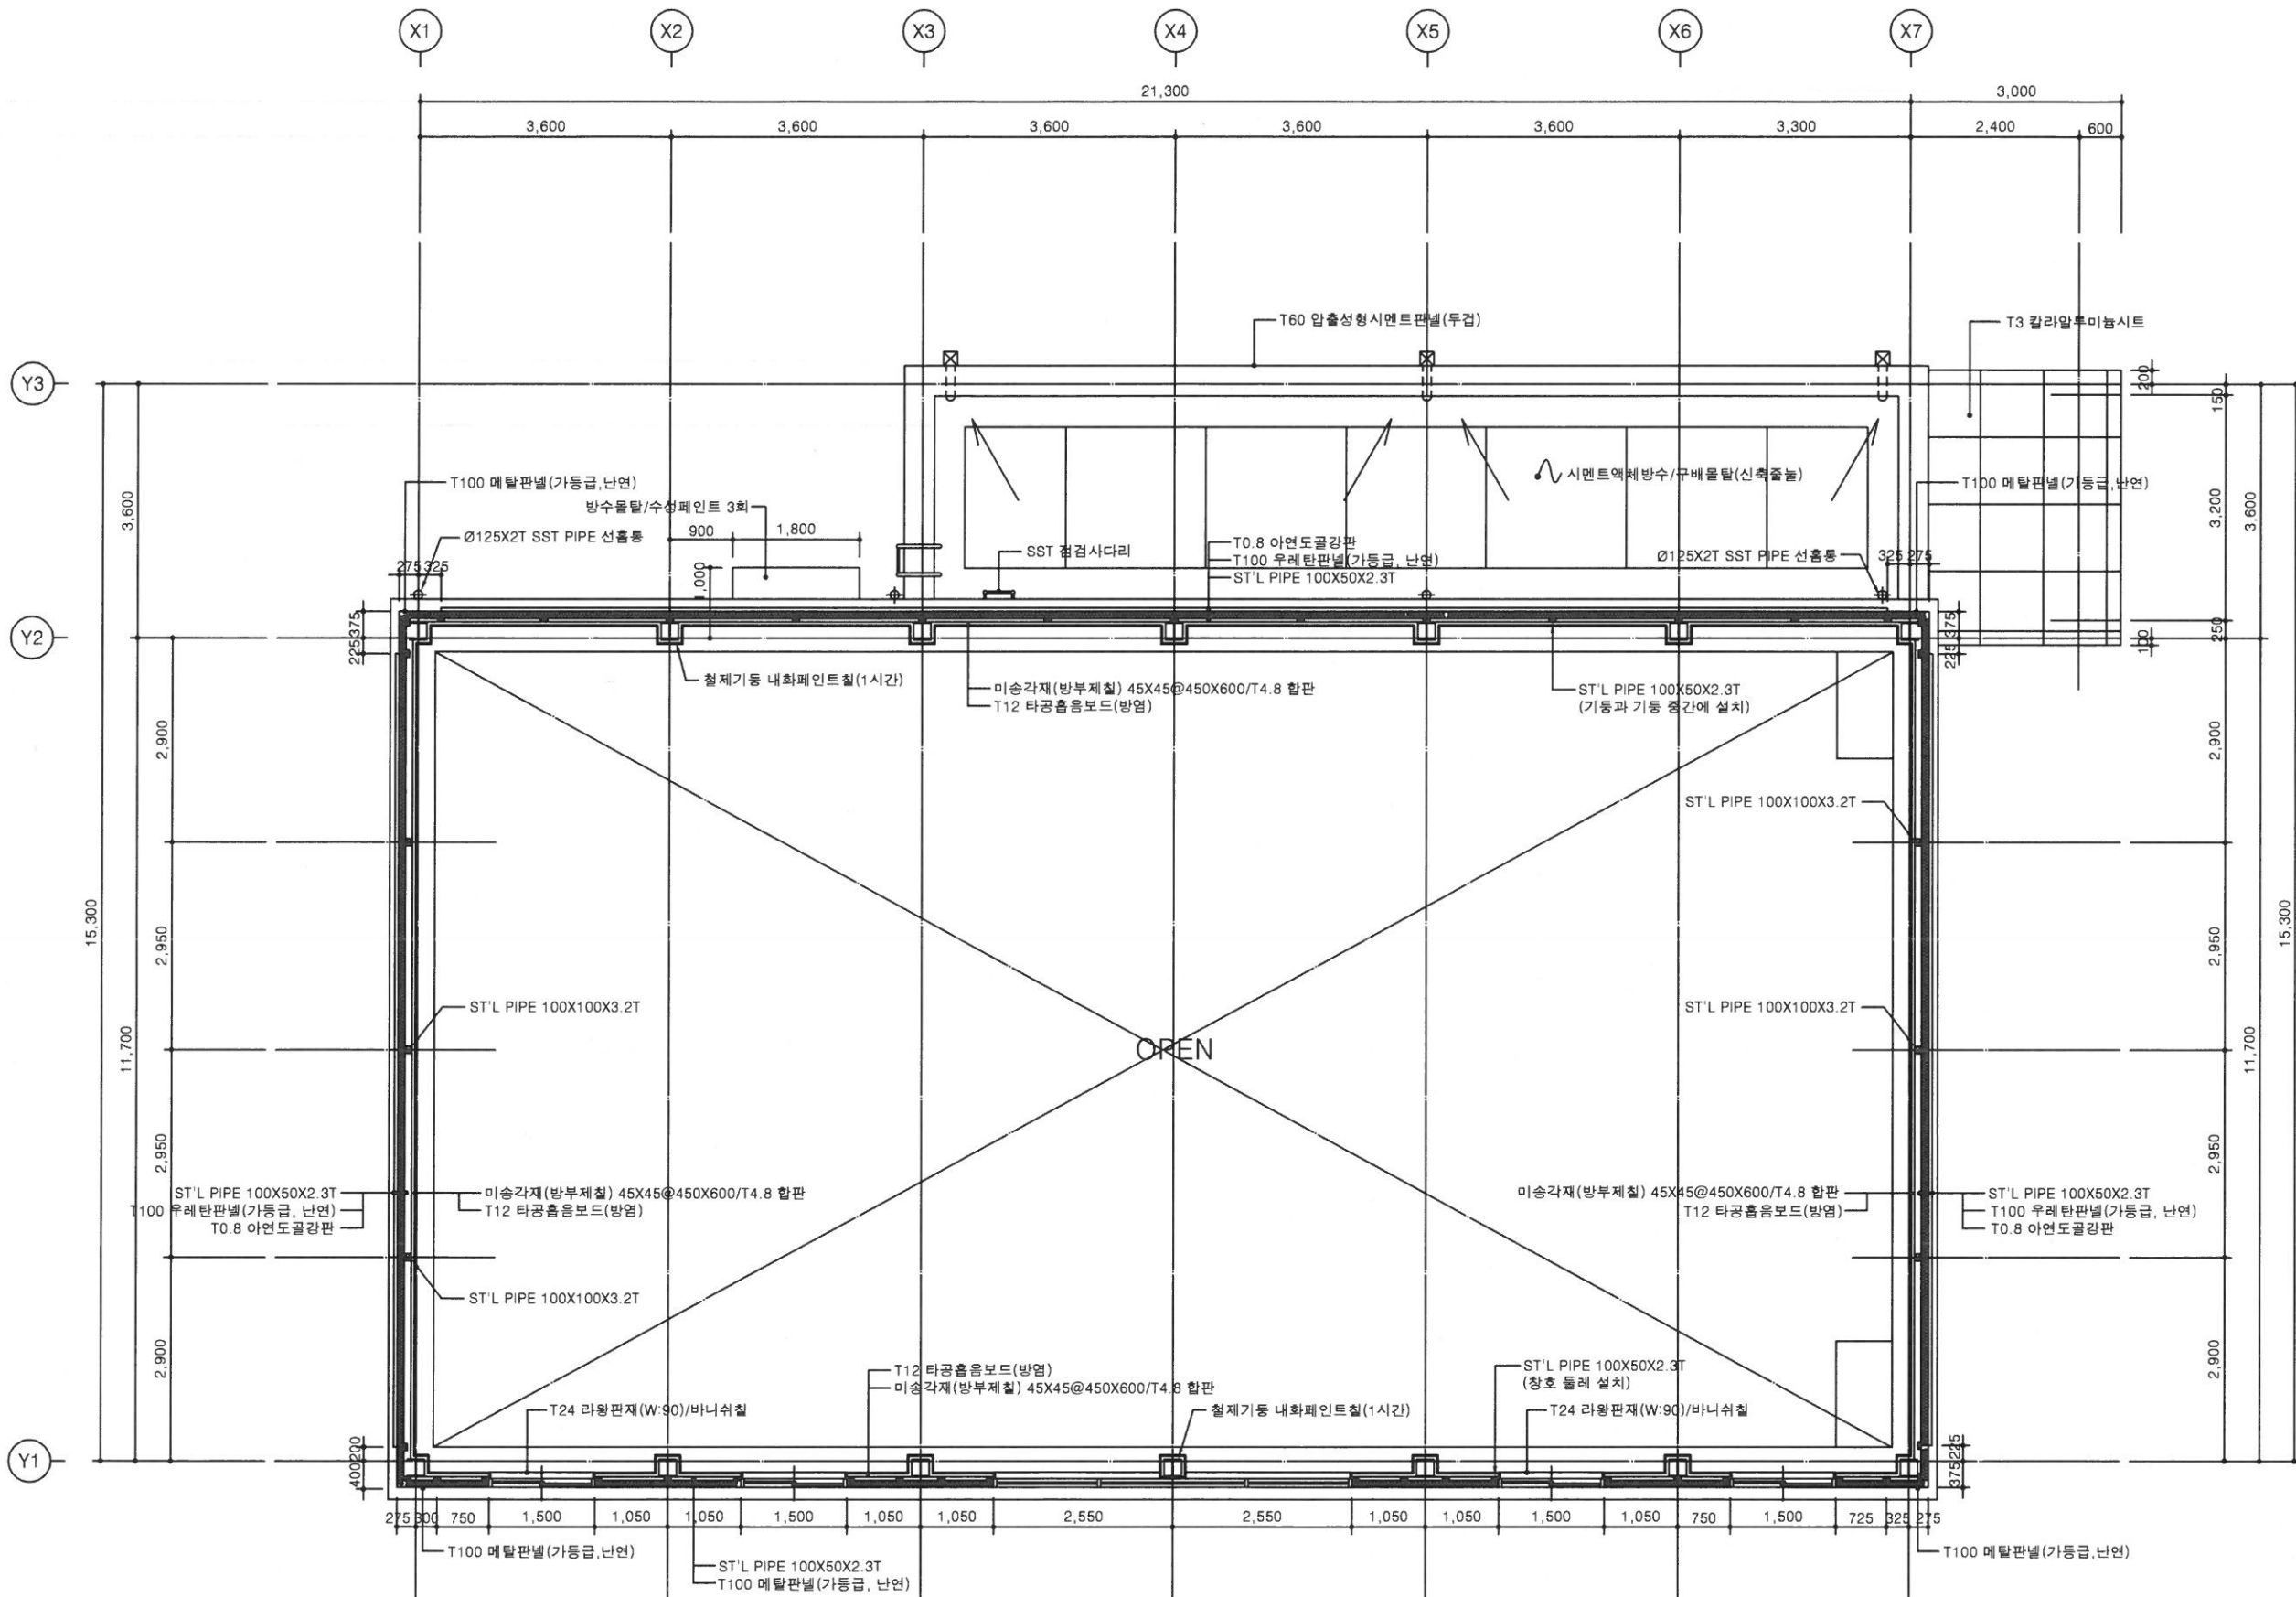 X1
X2
X3
X4
X5
X6
X7
21,300
3,000
3,600
3,600
3,600
3,600
3,600
3,300
2,400
600
T60 압출성형시멘트판넬(두겁)
T3 칼라알루미늄시트
Y3
200
150
T100 메탈판넬(가등급,난연)
시멘트액체방수/구배몰탈(신축줄눈)
T100 메탈판넬(가등급,난연)
방수몰탈/수성페인트 3회
3,600
3,200
3,600
900
1,800
Ø125X2T SST PIPE 선홈통
SST 점검사다리
T0.8 아연도골강판
T100 우레탄판넬(가등급, 난연)
ST'L PIPE 100X50X2.3T
Ø125X2T SST PIPE 선홈통
275
325
325
275
1,000
Y2
375
225
375
225
250
100
철제기둥 내화페인트칠(1시간)
미송각재(방부제칠) 45X45@450X600/T4.8 합판
T12 타공흡음보드(방염)
ST'L PIPE 100X50X2.3T
(기둥과 기둥 중간에 설치)
2,900
2,900
ST'L PIPE 100X100X3.2T
15,300
2,950
2,950
15,300
ST'L PIPE 100X100X3.2T
ST'L PIPE 100X100X3.2T
11,700
OPEN
11,700
2,950
2,950
ST'L PIPE 100X50X2.3T
T100 우레탄판넬(가등급, 난연)
T0.8 아연도골강판
미송각재(방부제칠) 45X45@450X600/T4.8 합판
T12 타공흡음보드(방염)
미송각재(방부제칠) 45X45@450X600/T4.8 합판
T12 타공흡음보드(방염)
ST'L PIPE 100X50X2.3T
T100 우레탄판넬(가등급, 난연)
T0.8 아연도골강판
ST'L PIPE 100X100X3.2T
2,900
2,900
T12 타공흡음보드(방염)
미송각재(방부제칠) 45X45@450X600/T4.8 합판
ST'L PIPE 100X50X2.3T
(창호 둘레 설치)
T24 라왕판재(W:90)/바니쉬칠
철제기둥 내화페인트칠(1시간)
T24 라왕판재(W:90)/바니쉬칠
Y1
200
400
225
375
275
300
750
1,500
1,050
1,050
1,500
1,050
1,050
2,550
2,550
1,050
1,050
1,500
1,050
750
1,500
725
325
275
T100 메탈판넬(가등급,난연)
ST'L PIPE 100X50X2.3T
T100 메탈판넬(가등급, 난연)
T100 메탈판넬(가등급,난연)